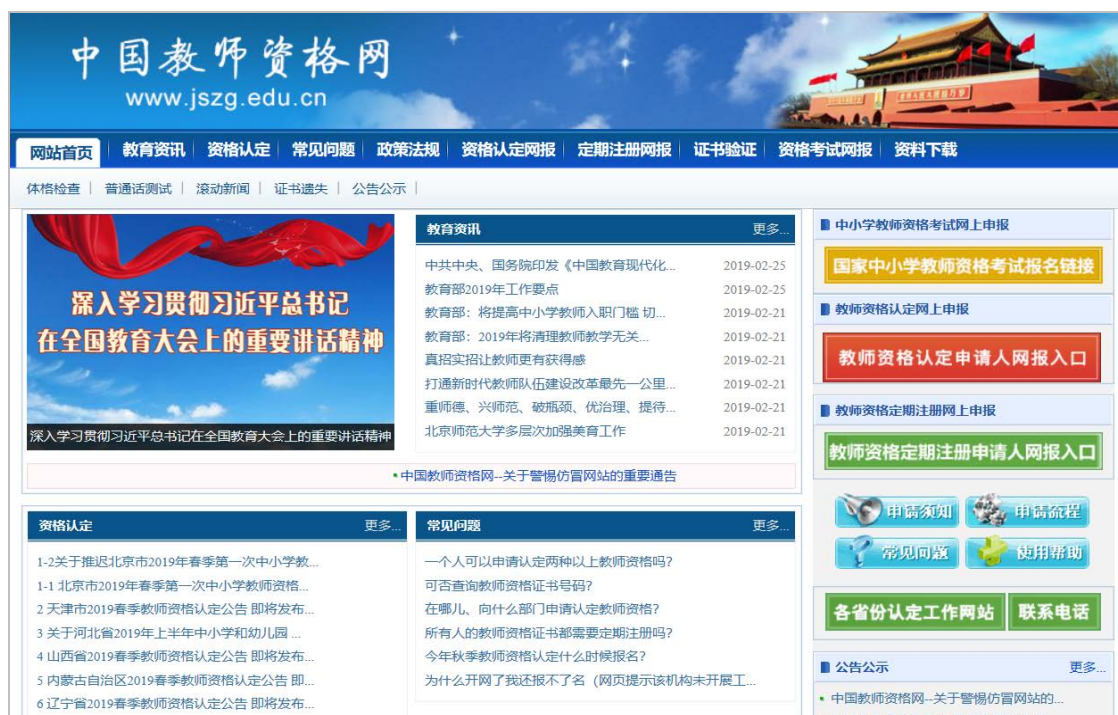 中国教师资格网
www.jszg.edu.cn
网站首页 教育资讯 资格认定 常见问题 政策法规 资格认定网报 定期注册网报 证书验证 资格考试网报 资料下载
体格检查 | 普通话测试 | 滚动新闻 | 证书遗失 | 公告公示 |
深入学习贯彻习近平总书记
在全国教育大会上的重要讲话精神
深入学习贯彻习近平总书记在全国教育大会上的重要讲话精神
教育资讯 更多...
中共中央、国务院印发《中国教育现代化... 2019-02-25
教育部2019年工作要点 2019-02-25
教育部：将提高中小学教师入职门槛 切... 2019-02-21
教育部：2019年将清理教师教学无关... 2019-02-21
真招实招让教师更有获得感 2019-02-21
打通新时代教师队伍建设改革最先一公里... 2019-02-21
重师德、兴师范、破瓶颈、优治理、提待... 2019-02-21
北京师范大学多层次加强美育工作 2019-02-21
中国教师资格网--关于警惕仿冒网站的重要通告
资格认定 更多...
1-2关于推迟北京市2019年春季第一次中小学教...
1-1 北京市2019年春季第一次中小学教师资格...
2 天津市2019春季教师资格认定公告 即将发布...
3 关于河北省2019年上半年中小学和幼儿园 ...
4 山西省2019春季教师资格认定公告 即将发布...
5 内蒙古自治区2019春季教师资格认定公告 即...
6 辽宁省2019春季教师资格认定公告 即将发布...
常见问题 更多...
一个人可以申请认定两种以上教师资格吗？
可否查询教师资格证书号码？
在哪儿、向什么部门申请认定教师资格？
所有人的教师资格证书都需要定期注册吗？
今年秋季教师资格认定什么时候报名？
为什么开网了我还报不了名（网页提示该机构未开展工...
中小学教师资格考试网上申报
国家中小学教师资格考试报名链接
教师资格认定网上申报
教师资格认定申请人网报入口
教师资格定期注册网上申报
教师资格定期注册申请人网报入口
申请须知 申请流程
常见问题 使用帮助
各省份认定工作网站 联系电话
公告公示 更多...
中国教师资格网--关于警惕仿冒网站的...